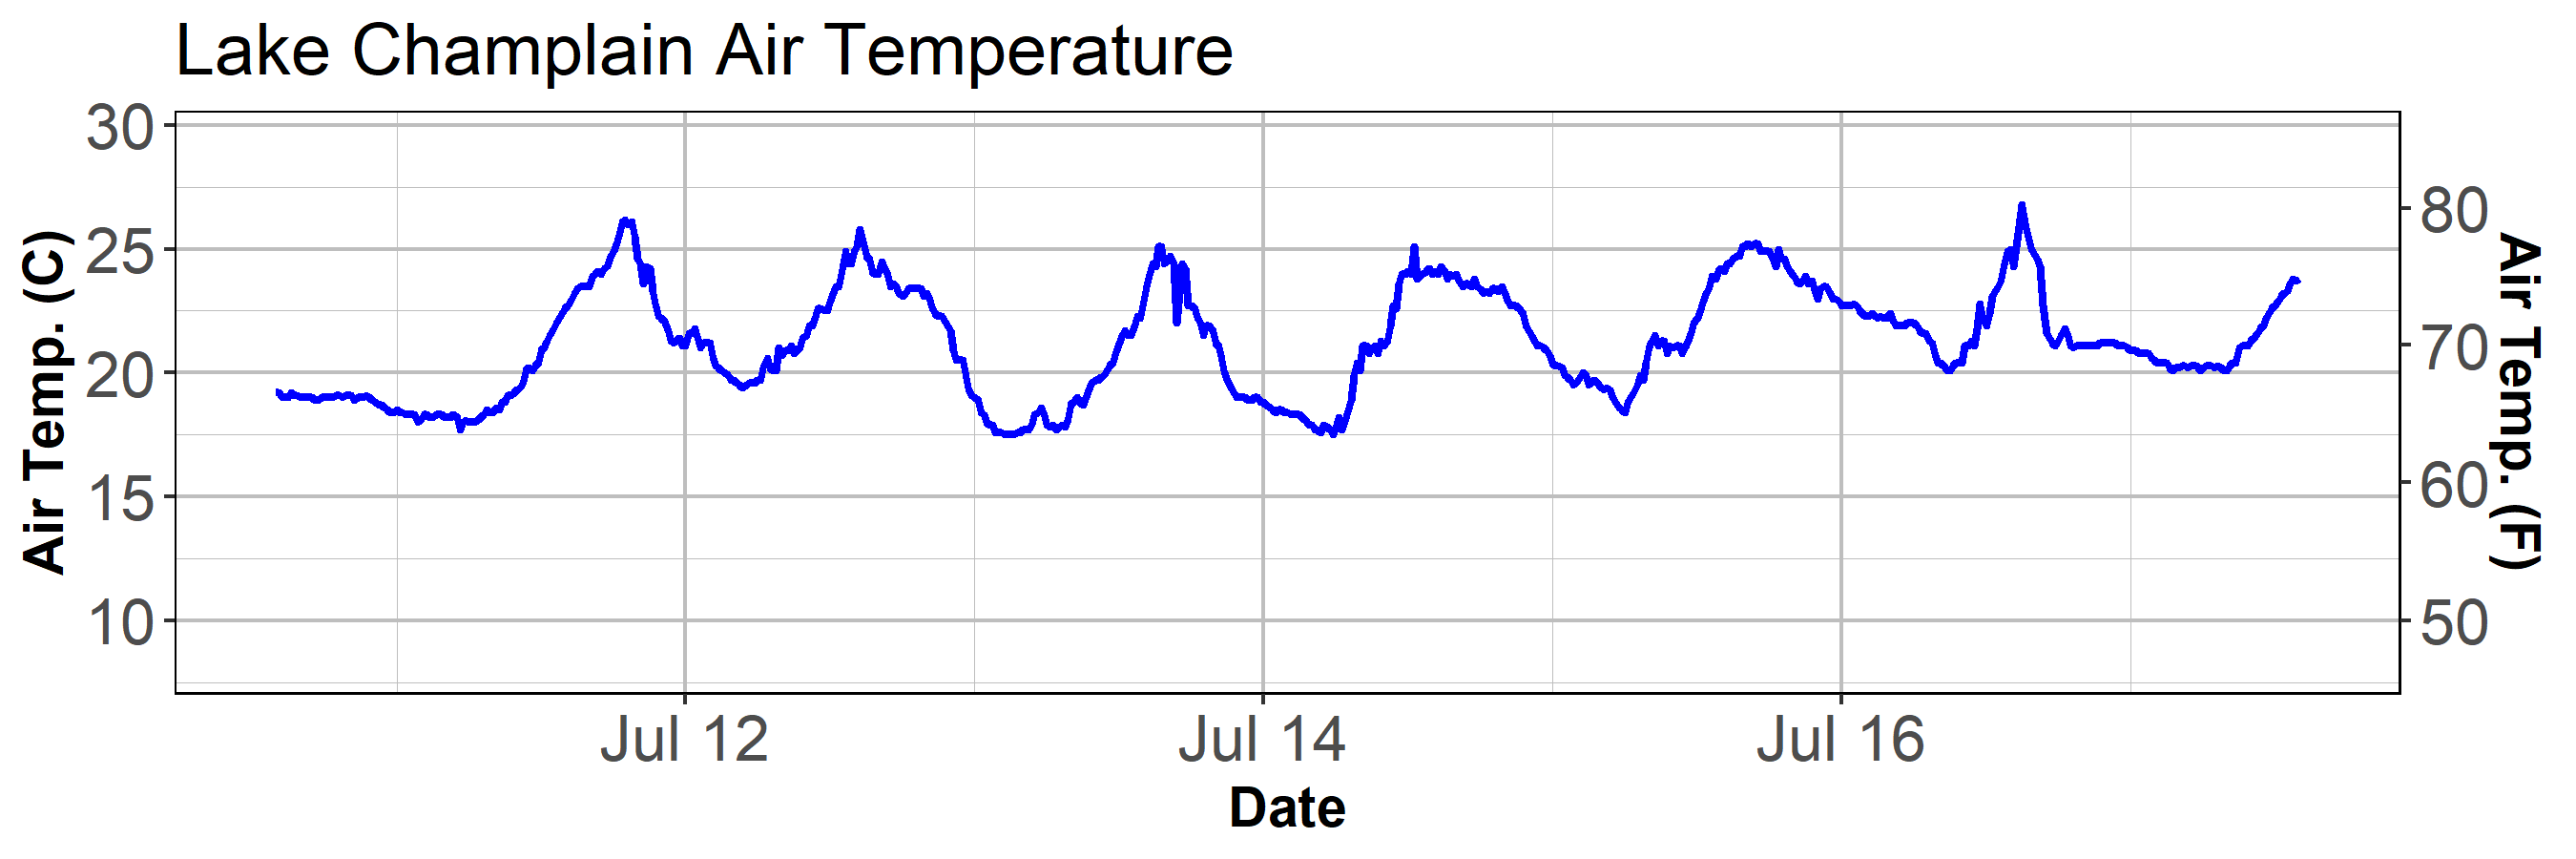 Lake Champlain Air Temperature
30
25
20
15
10
Air Temp. (C)
80
70
60
50
Air Temp. (F)
Jul 12
Jul 14
Jul 16
Date